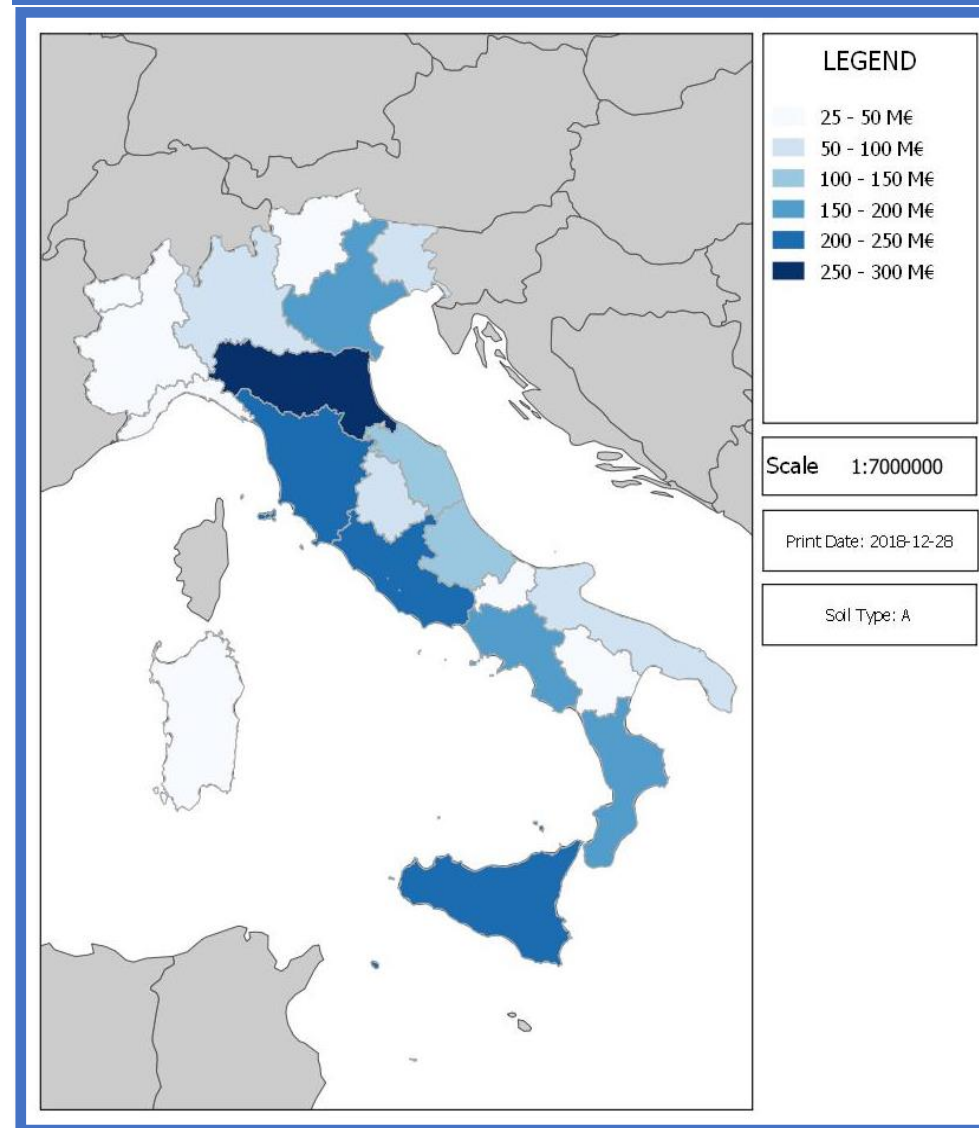 LEGEND
25 - 50 M€
50 - 100 M€
100 - 150 M€
150 - 200 M€
200 - 250 M€
250 - 300 M€
Scale 1:7000000
Print Date: 2018-12-28
Soil Type: A